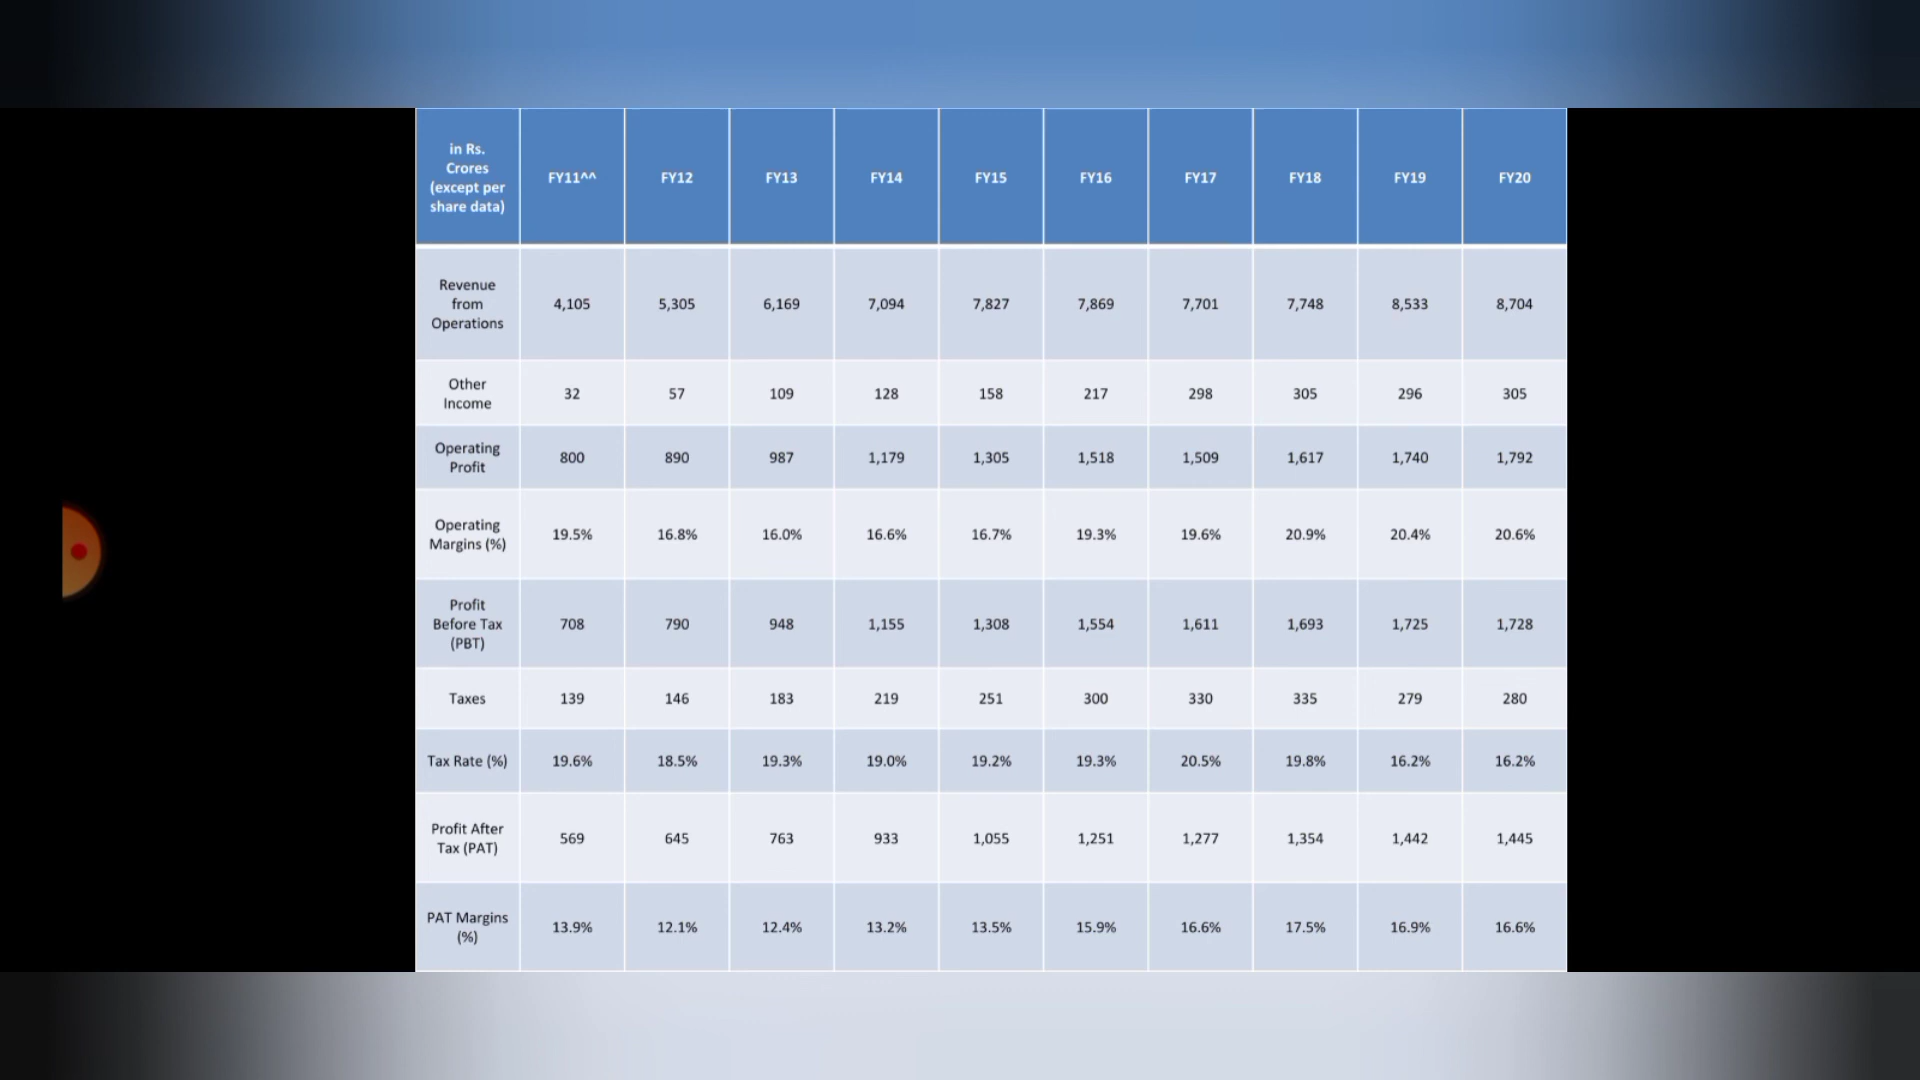 in Rs.
Crores
(except per
share data)
FY11^^
FY12
FY13
FY14
FY15
FY16
FY17
FY18
FY19
FY20
Revenue
from
Operations
4,105
5,305
6,169
7,094
7,827
7,869
7,701
7,748
8,533
8,704
Other
Income
32
57
109
128
158
217
298
305
296
305
Operating
Profit
800
890
987
1,179
1,305
1,518
1,509
1,617
1,740
1,792
Operating
Margins (%)
19.5%
16.8%
16.0%
16.6%
16.7%
19.3%
19.6%
20.9%
20.4%
20.6%
Profit
Before Tax
(PBT)
708
790
948
1,155
1,308
1,554
1,611
1,693
1,725
1,728
Taxes
139
146
183
219
251
300
330
335
279
280
Tax Rate (%)
19.6%
18.5%
19.3%
19.0%
19.2%
19.3%
20.5%
19.8%
16.2%
16.2%
Profit After
Tax (PAT)
569
645
763
933
1,055
1,251
1,277
1,354
1,442
1,445
PAT Margins
(%)
13.9%
12.1%
12.4%
13.2%
13.5%
15.9%
16.6%
17.5%
16.9%
16.6%